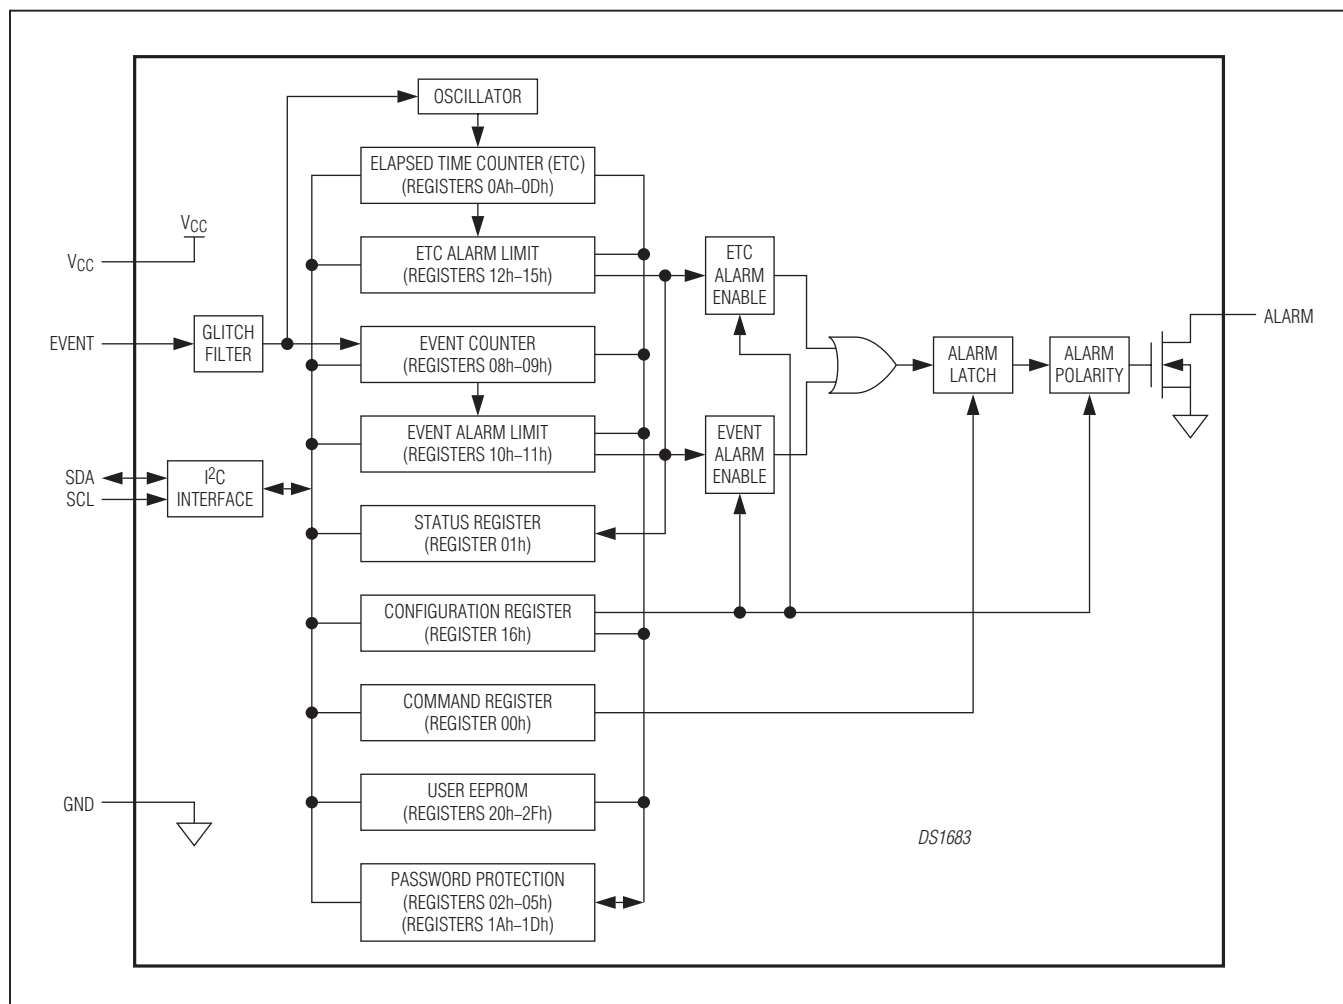 OSCILLATOR
ELAPSED TIME COUNTER (ETC)
(REGISTERS 0Ah–0Dh)
VCC
VCC
ETC ALARM LIMIT
(REGISTERS 12h–15h)
ETC
ALARM
ENABLE
EVENT
GLITCH
FILTER
EVENT COUNTER
(REGISTERS 08h–09h)
ALARM
LATCH
ALARM
POLARITY
ALARM
EVENT ALARM LIMIT
(REGISTERS 10h–11h)
EVENT
ALARM
ENABLE
SDA
SCL
I2C
INTERFACE
STATUS REGISTER
(REGISTER 01h)
CONFIGURATION REGISTER
(REGISTER 16h)
COMMAND REGISTER
(REGISTER 00h)
GND
USER EEPROM
(REGISTERS 20h–2Fh)
DS1683
PASSWORD PROTECTION
(REGISTERS 02h–05h)
(REGISTERS 1Ah–1Dh)